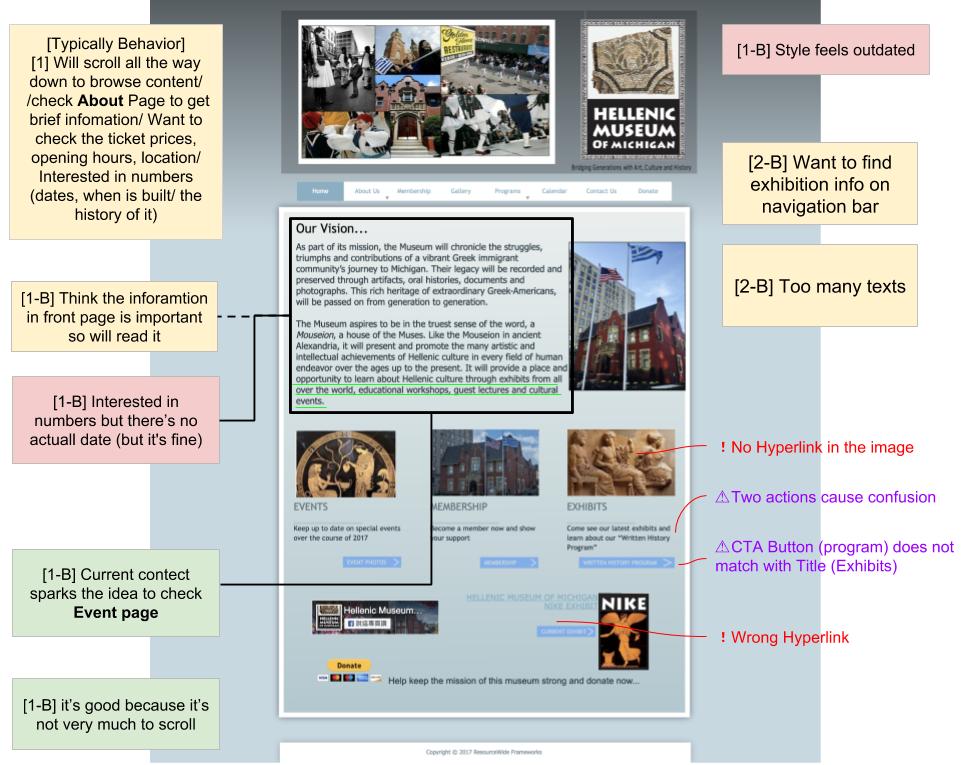 [Typically Behavior]
[1] Will scroll all the way
down to browse content/
/check About Page to get
brief infomation/ Want to
check the ticket prices,
opening hours, location/
Interested in numbers
(dates, when is built/ the
history of it)
[1-B] Think the inforamtion
in front page is important
so will read it
[1-B] Interested in
numbers but there's no
actuall date (but it's fine)
[1-B] Current contect
sparks the idea to check
Event page
[1-B] it's good because it's
not very much to scroll
Golden Fleece
RESTAURANT
HELLENIC
MUSEUM
OF MICHIGAN
Bridging Generations with Art, Culture and History
Home About Us Membership Gallery Programs Calendar Contact Us Donate
Our Vision...
As part of its mission, the Museum will chronicle the struggles,
triumphs and contributions of a vibrant Greek immigrant
community's journey to Michigan. Their legacy will be recorded and
preserved through artifacts, oral histories, documents and
photographs. This rich heritage of extraordinary Greek-Americans,
will be passed on from generation to generation.
The Museum aspires to be in the truest sense of the word, a
Mouseion, a house of the Muses. Like the Mouseion in ancient
Alexandria, it will present and promote the many artistic and
intellectual achievements of Hellenic culture in every field of human
endeavor over the ages up to the present. It will provide a place and
opportunity to learn about Hellenic culture through exhibits from all
over the world, educational workshops, guest lectures and cultural
events.
EVENTS
Keep up to date on special events
over the course of 2017
EVENT PHOTOS
MEMBERSHIP
Become a member now and show
your support
MEMBERSHIP
EXHIBITS
Come see our latest exhibits and
learn about our "Written History
Program"
WRITTEN HISTORY PROGRAM
HELLENIC
MUSEUM
Hellenic Museum...
說這專頁讚
HELLENIC MUSEUM OF MICHIGAN
NIKE EXHIBIT
CURRENT EXHIBIT
NIKE
Donate
VISA
Help keep the mission of this museum strong and donate now...
Copyright © 2017 ResourceWide Frameworks
[1-B] Style feels outdated
[2-B] Want to find
exhibition info on
navigation bar
[2-B] Too many texts
! No Hyperlink in the image
⚠Two actions cause confusion
⚠CTA Button (program) does not
match with Title (Exhibits)
! Wrong Hyperlink